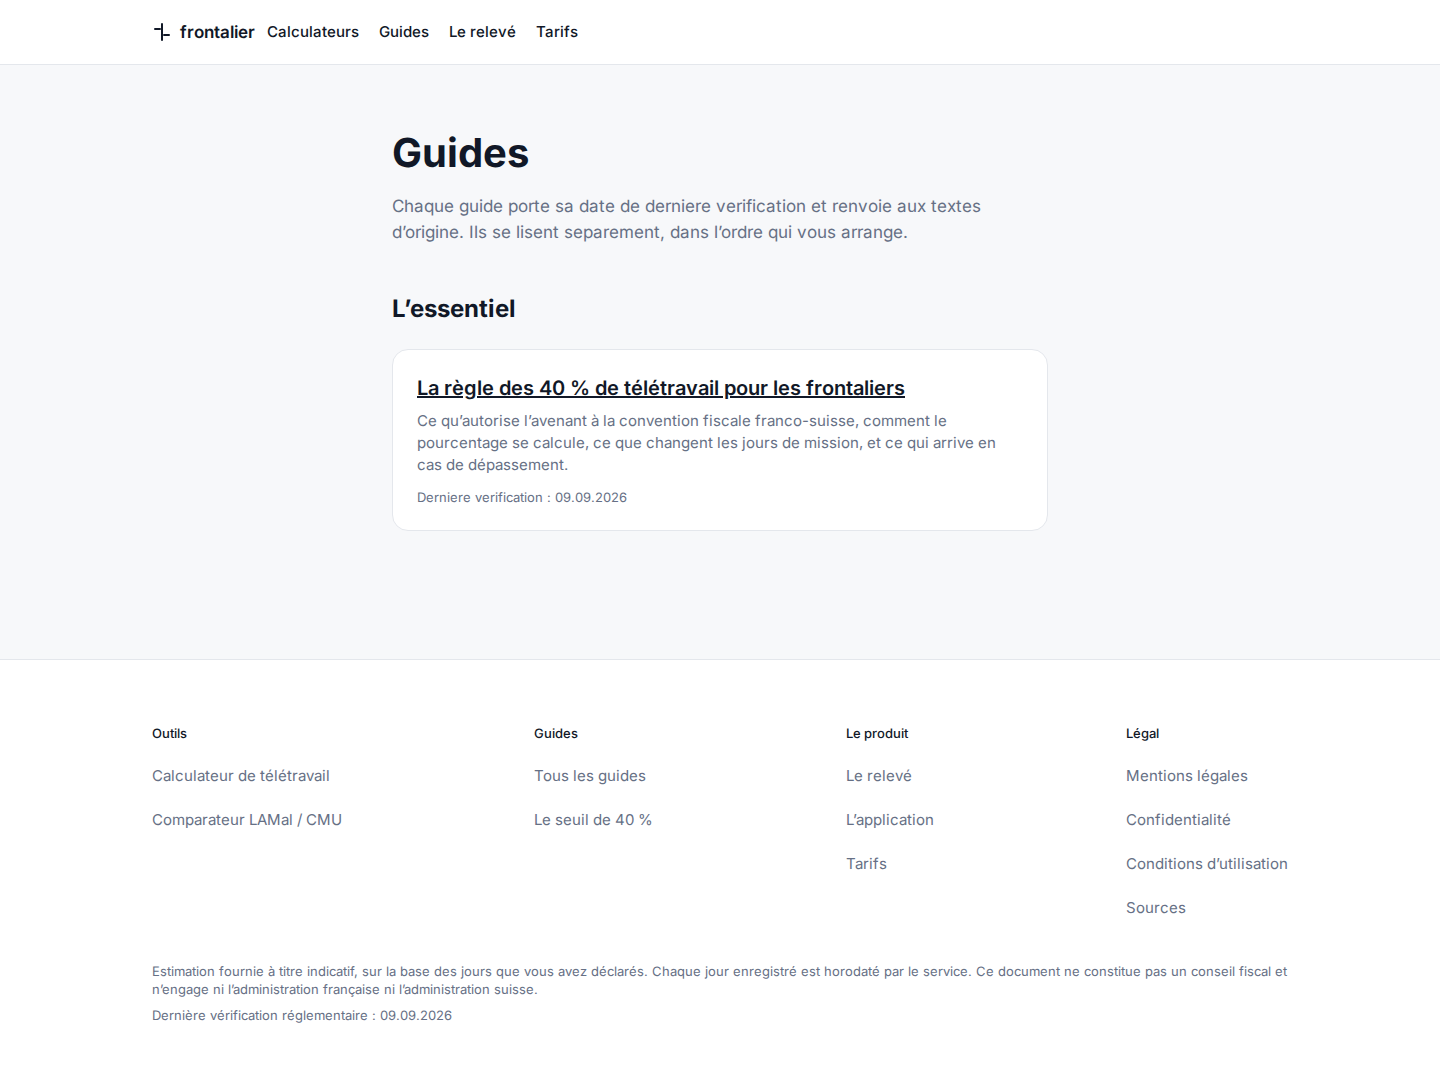 frontalier Calculateurs Guides Le relevé Tarifs
Guides
Chaque guide porte sa date de derniere verification et renvoie aux textes
d’origine. Ils se lisent separement, dans l’ordre qui vous arrange.
L’essentiel
La règle des 40 % de télétravail pour les frontaliers
Ce qu’autorise l’avenant à la convention fiscale franco-suisse, comment le
pourcentage se calcule, ce que changent les jours de mission, et ce qui arrive en
cas de dépassement.
Derniere verification : 09.09.2026
Outils
Calculateur de télétravail
Comparateur LAMal / CMU
Guides
Tous les guides
Le seuil de 40 %
Le produit
Le relevé
L’application
Tarifs
Légal
Mentions légales
Confidentialité
Conditions d’utilisation
Sources
Estimation fournie à titre indicatif, sur la base des jours que vous avez déclarés. Chaque jour enregistré est horodaté par le service. Ce document ne constitue pas un conseil fiscal et
n’engage ni l’administration française ni l’administration suisse.
Dernière vérification réglementaire : 09.09.2026